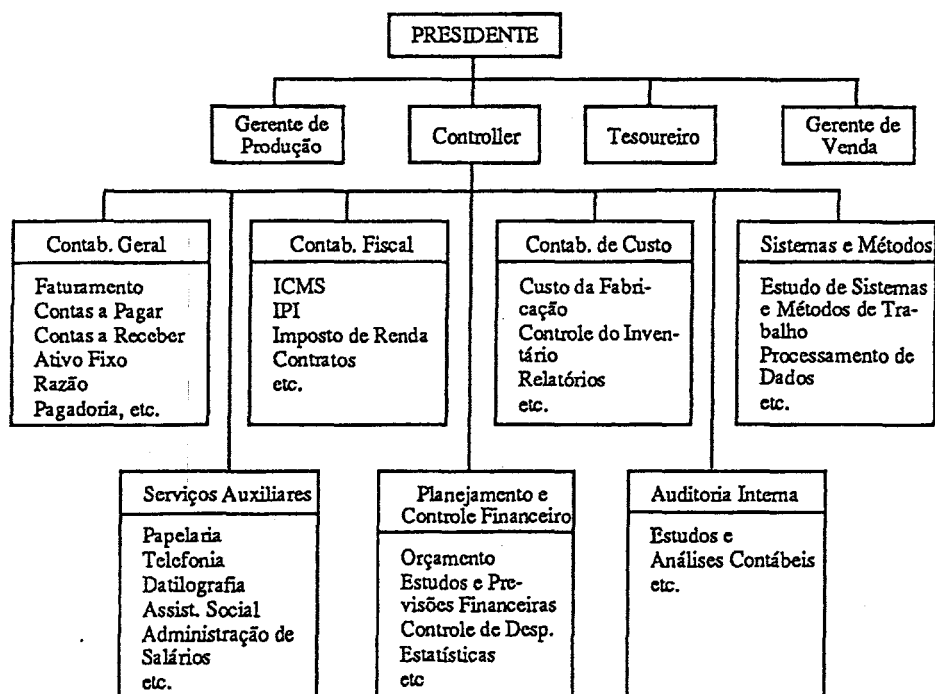 PRESIDENTE
Gerente de
Produção
Controller
Tesoureiro
Gerente de
Venda
Contab. Geral
Faturamento
Contas a Pagar
Contas a Receber
Ativo Fixo
Razão
Pagadoria, etc.
Contab. Fiscal
ICMS
IPI
Imposto de Renda
Contratos
etc.
Contab. de Custo
Custo da Fabri-
cação
Controle do Inven-
tário
Relatórios
etc.
Sistemas e Métodos
Estudo de Sistemas
e Métodos de Tra-
balho
Processamento de
Dados
etc.
Serviços Auxiliares
Papelaria
Telefonia
Datilografia
Assist. Social
Administração de
Salários
etc.
Planejamento e
Controle Financeiro
Orçamento
Estudos e Pre-
visões Financeiras
Controle de Desp.
Estatísticas
etc
Auditoria Interna
Estudos e
Análises Contábeis
etc.